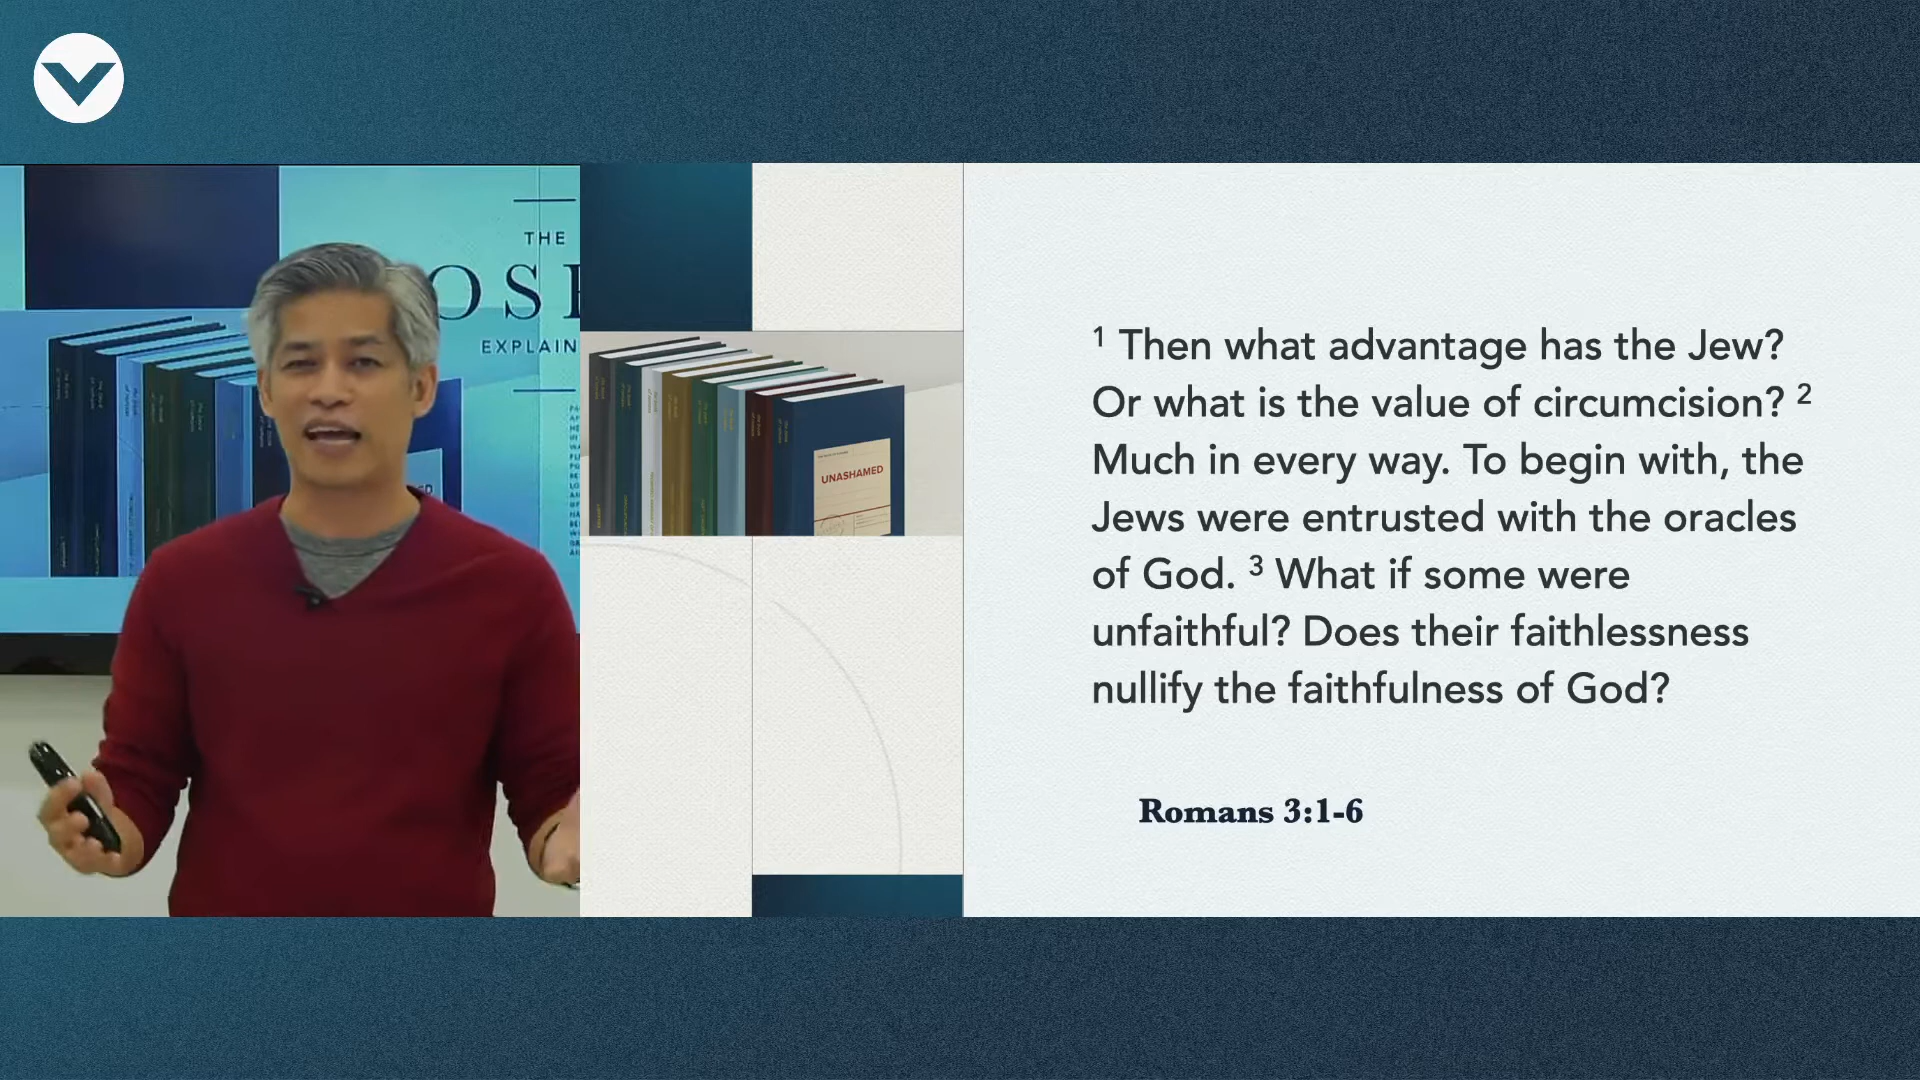 THE
OSP
EXPLAIN
UNASHAMED
¹ Then what advantage has the Jew?
Or what is the value of circumcision? ²
Much in every way. To begin with, the
Jews were entrusted with the oracles
of God. ³ What if some were
unfaithful? Does their faithlessness
nullify the faithfulness of God?
Romans 3:1-6